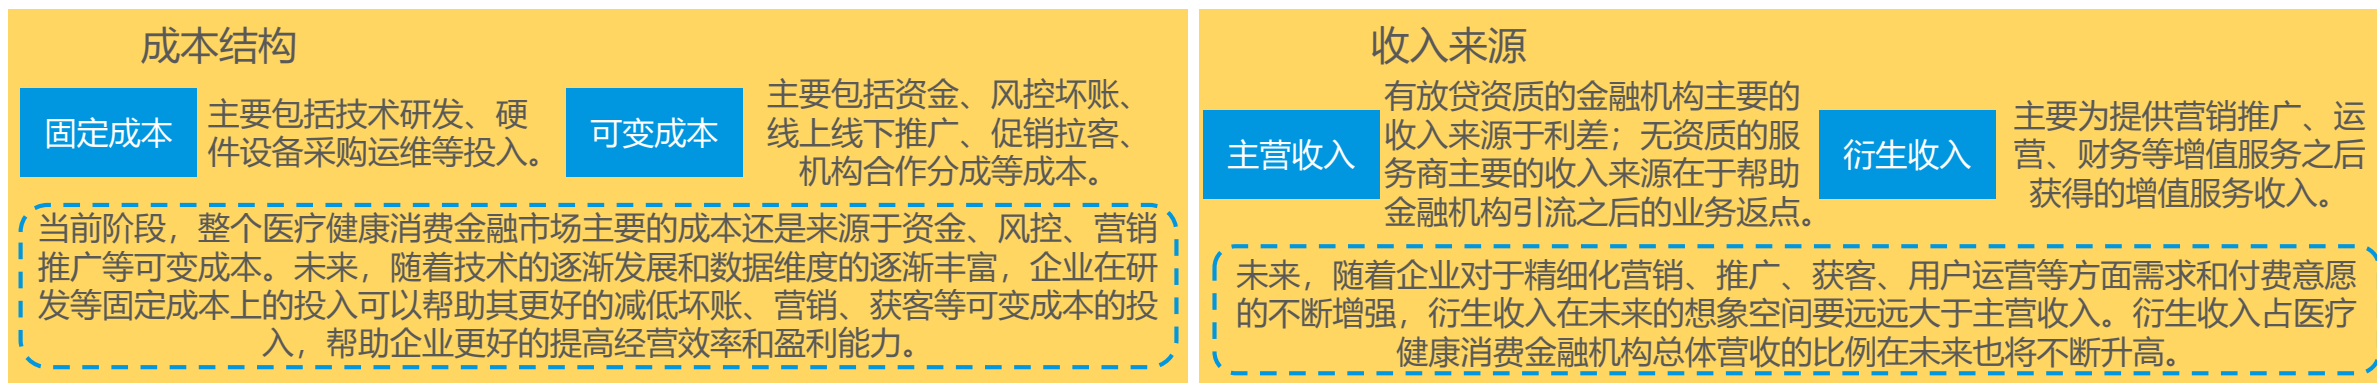 成本结构
固定成本
主要包括技术研发、硬
件设备采购运维等投入。
可变成本
主要包括资金、风控坏账、
线上线下推广、促销拉客、
机构合作分成等成本。
当前阶段，整个医疗健康消费金融市场主要的成本还是来源于资金、风控、营销
推广等可变成本。未来，随着技术的逐渐发展和数据维度的逐渐丰富，企业在研
发等固定成本上的投入可以帮助其更好的减低坏账、营销、获客等可变成本的投
入，帮助企业更好的提高经营效率和盈利能力。
收入来源
主营收入
有放贷资质的金融机构主要的
收入来源于利差；无资质的服
务商主要的收入来源在于帮助
金融机构引流之后的业务返点。
衍生收入
主要为提供营销推广、运
营、财务等增值服务之后
获得的增值服务收入。
未来，随着企业对于精细化营销、推广、获客、用户运营等方面需求和付费意愿
的不断增强，衍生收入在未来的想象空间要远远大于主营收入。衍生收入占医疗
健康消费金融机构总体营收的比例在未来也将不断升高。